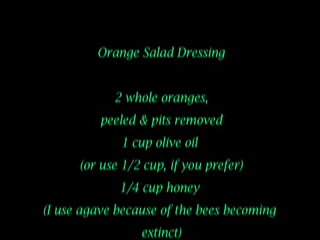 Orange Salad Dressing
2 whole oranges,
peeled & pits removed
1 cup olive oil
(or use 1/2 cup, if you prefer)
1/4 cup honey
(I use agave because of the bees becoming
extinct)